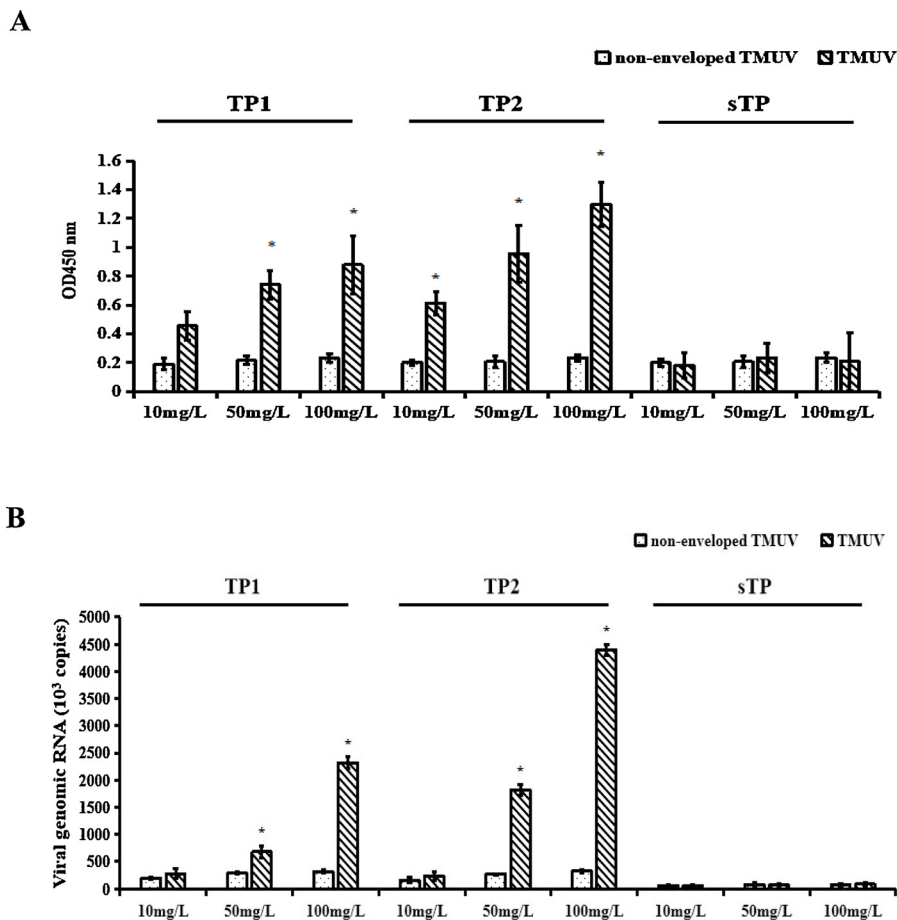 A
non-enveloped TMUV TMUV
TP1 TP2 sTP
1.6
1.4
1.2
1
0.8
0.6
0.4
0.2
0
OD450 nm
* * * * *
10mg/L 50mg/L 100mg/L 10mg/L 50mg/L 100mg/L 10mg/L 50mg/L 100mg/L
B
non-enveloped TMUV TMUV
TP1 TP2 sTP
5000
4500
4000
3500
3000
2500
2000
1500
1000
500
0
Viral genomic RNA (10³ copies)
* * * *
10mg/L 50mg/L 100mg/L 10mg/L 50mg/L 100mg/L 10mg/L 50mg/L 100mg/L